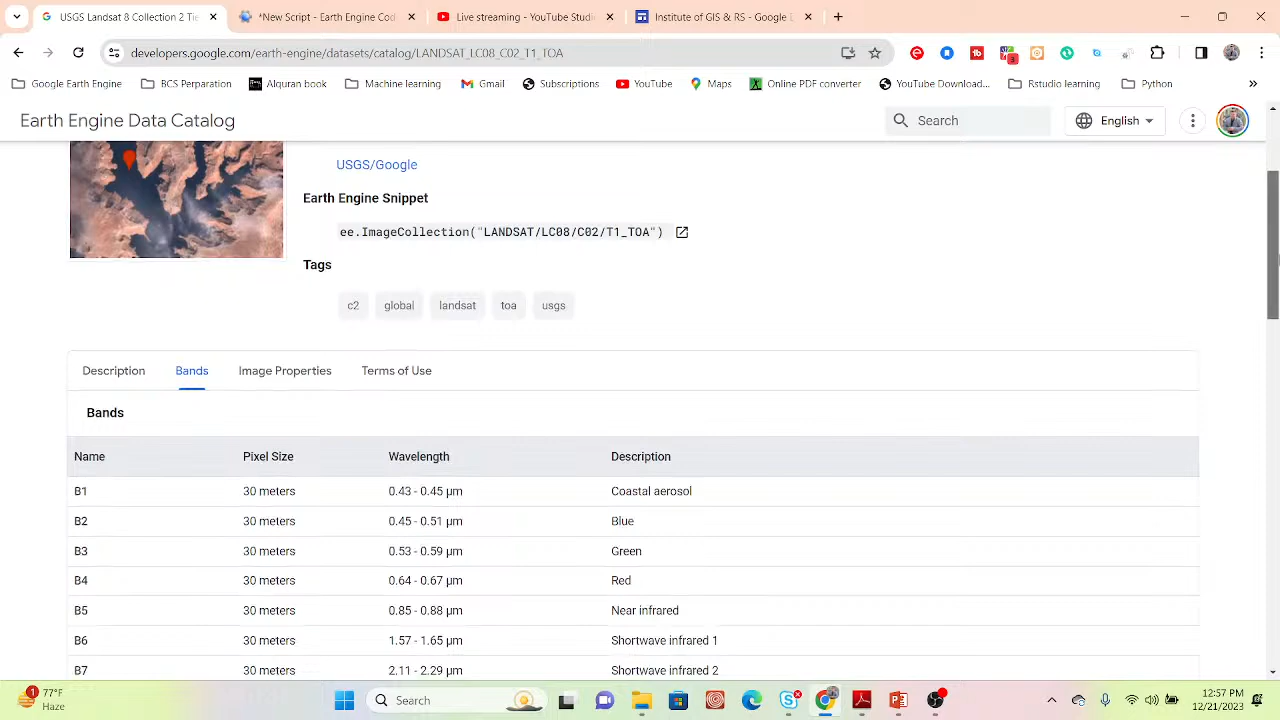 USGS Landsat 8 Collection 2 Tie
*New Script - Earth Engine Cod
Live streaming - YouTube Studio
Institute of GIS & RSS - Google L
developers.google.com/earth-engine/datasets/catalog/LANDSAT_LC08_C02_T1_TOA
3
Google Earth Engine
BCS Preparation
Alquran book
Machine learning
Gmail
Subscriptions
YouTube
Maps
Online PDF converter
YouTube Download...
Rstudio learning
Python
Earth Engine Data Catalog
Search
English
USGS/Google
Earth Engine Snippet
ee.ImageCollection("LANDSAT/LC08/C02/T1_TOA")
Tags
c2 global landsat toa usgs
Description Bands Image Properties Terms of Use
Bands
Name Pixel Size Wavelength Description
B1 30 meters 0.43 - 0.45 μm Coastal aerosol
B2 30 meters 0.45 - 0.51 μm Blue
B3 30 meters 0.53 - 0.59 μm Green
B4 30 meters 0.64 - 0.67 μm Red
B5 30 meters 0.85 - 0.88 μm Near infrared
B6 30 meters 1.57 - 1.65 μm Shortwave infrared 1
B7 30 meters 2.11 - 2.29 μm Shortwave infrared 2
1
77°F
Haze
Search
12:57 PM
12/21/2023